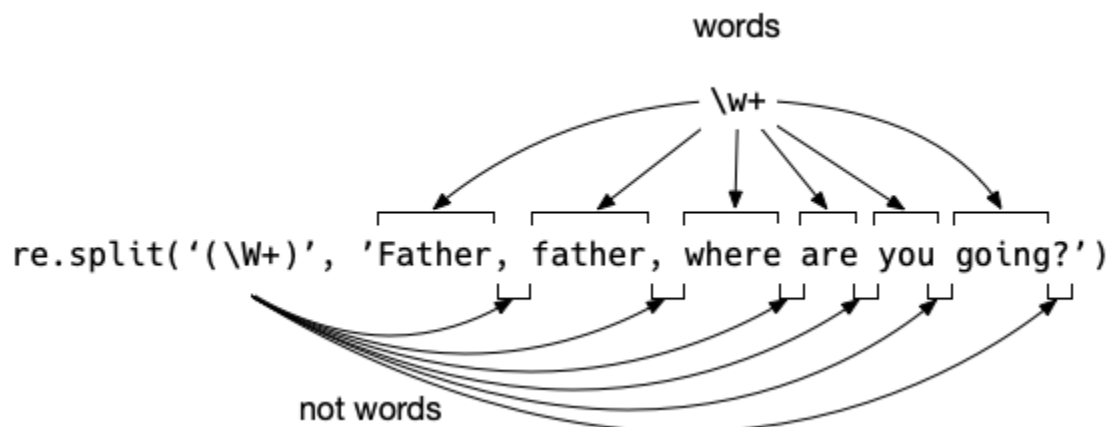 words
\w+
re.split(‘(\W+)’, ’Father, father, where are you going?’)
not words